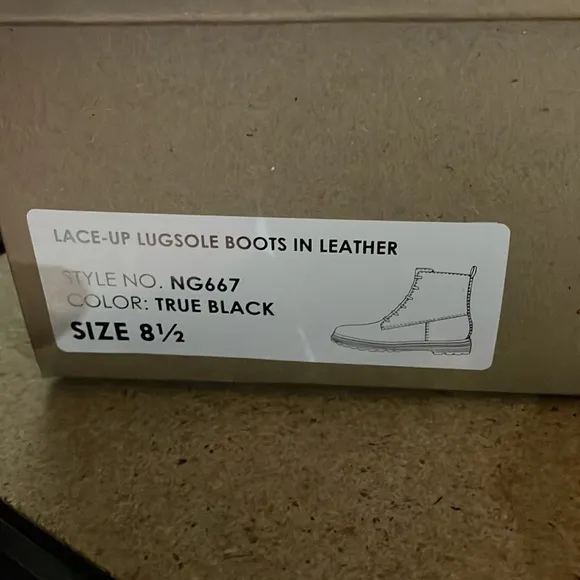 LACE-UP LUGSOLE BOOTS IN LEATHER
STYLE NO. NG667
COLOR: TRUE BLACK
SIZE 8½